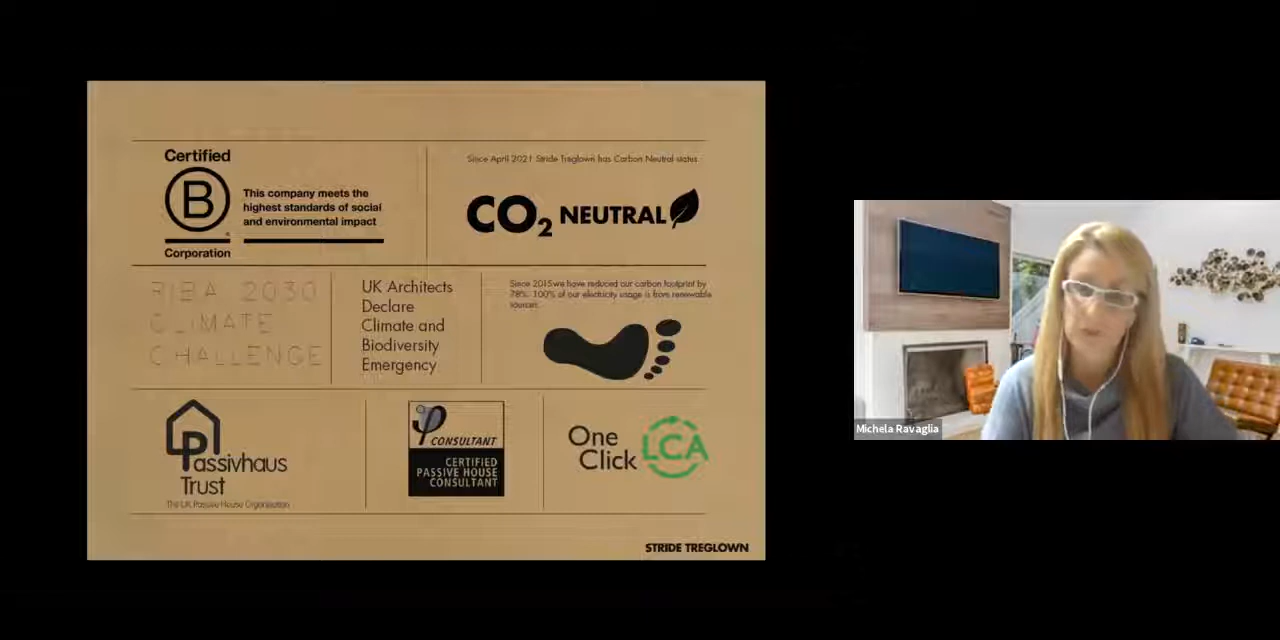 Certified
B
Corporation
This company meets the
highest standards of social
and environmental impact
Since April 2021 Stride Treglown has Carbon Neutral status.
CO2 NEUTRAL
RIBA 2030
CLIMATE
CHALLENGE
UK Architects
Declare
Climate and
Biodiversity
Emergency
Since 2015we have reduced our carbon footprint by
78%. 100% of our electricity usage is from renewable
sources.
Passivhaus
Trust
The UK Passive House Organisation
CONSULTANT
CERTIFIED
PASSIVE HOUSE
CONSULTANT
One
Click
LCA
STRIDE TREGLOWN
Michela Ravaglia